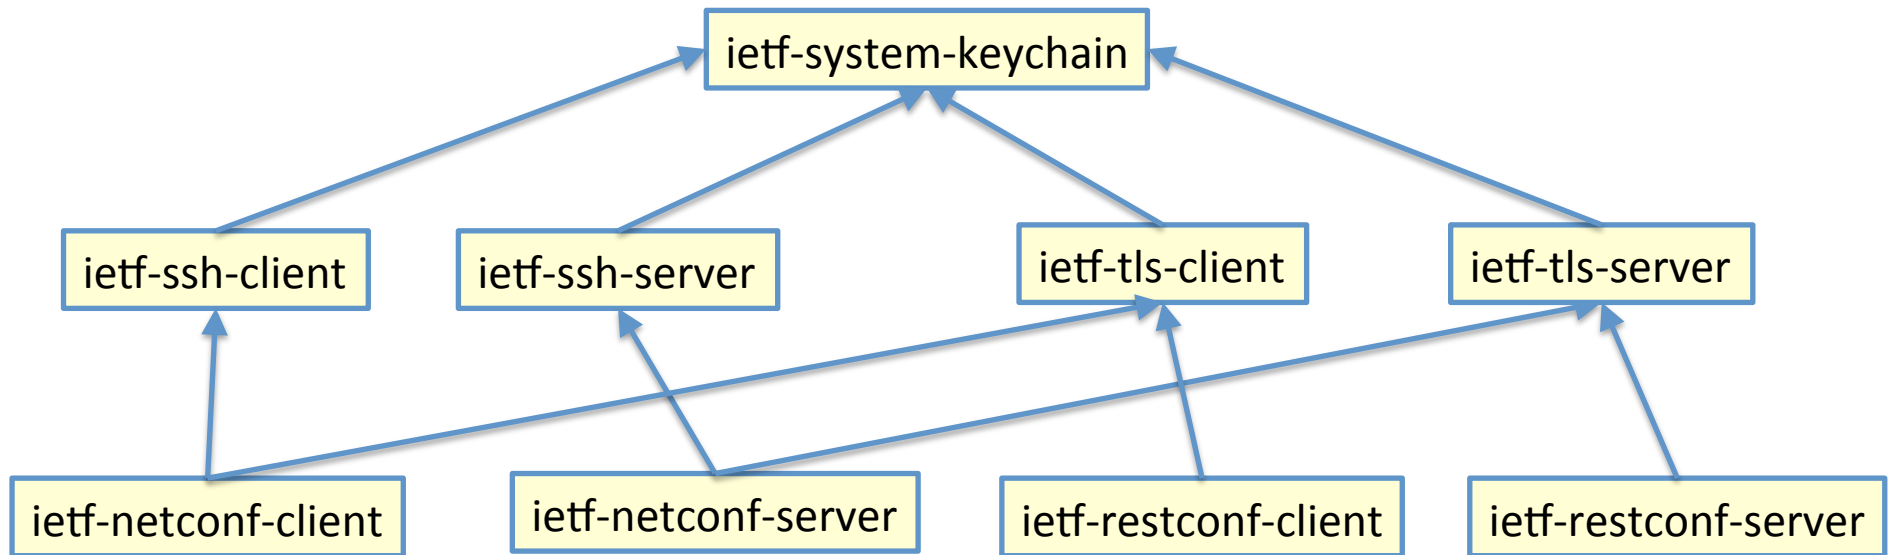 ietf-system-keychain
ietf-ssh-client
ietf-ssh-server
ietf-tls-client
ietf-tls-server
ietf-netconf-client
ietf-netconf-server
ietf-restconf-client
ietf-restconf-server